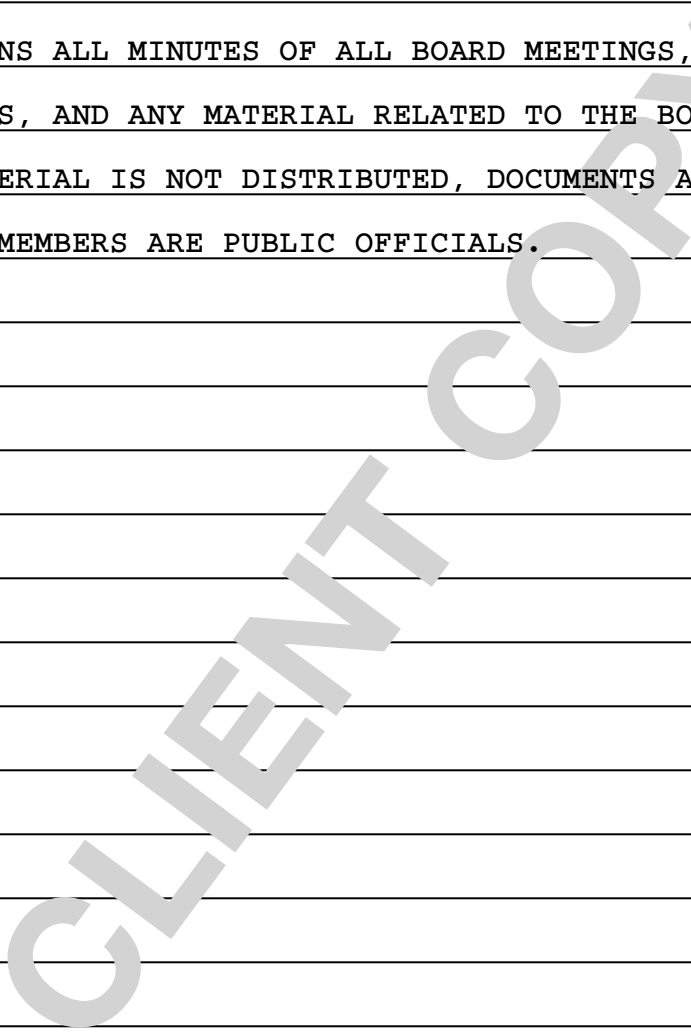 NS ALL MINUTES OF ALL BOARD MEETINGS,
S, AND ANY MATERIAL RELATED TO THE BO
ERIAL IS NOT DISTRIBUTED, DOCUMENTS A
MEMBERS ARE PUBLIC OFFICIALS.
CLIENT COPY